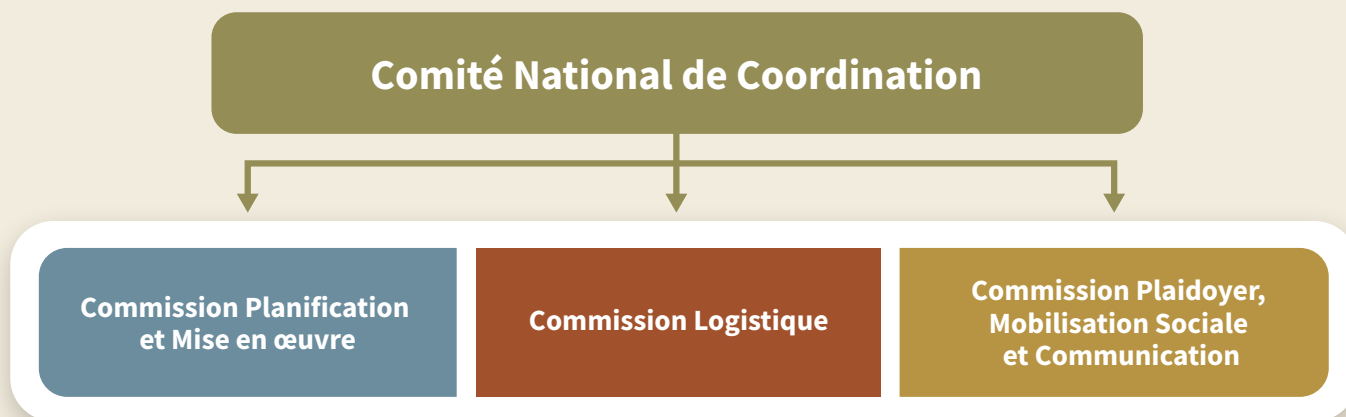 Comité National de Coordination
Commission Planification
et Mise en œuvre
Commission Logistique
Commission Plaidoyer,
Mobilisation Sociale
et Communication